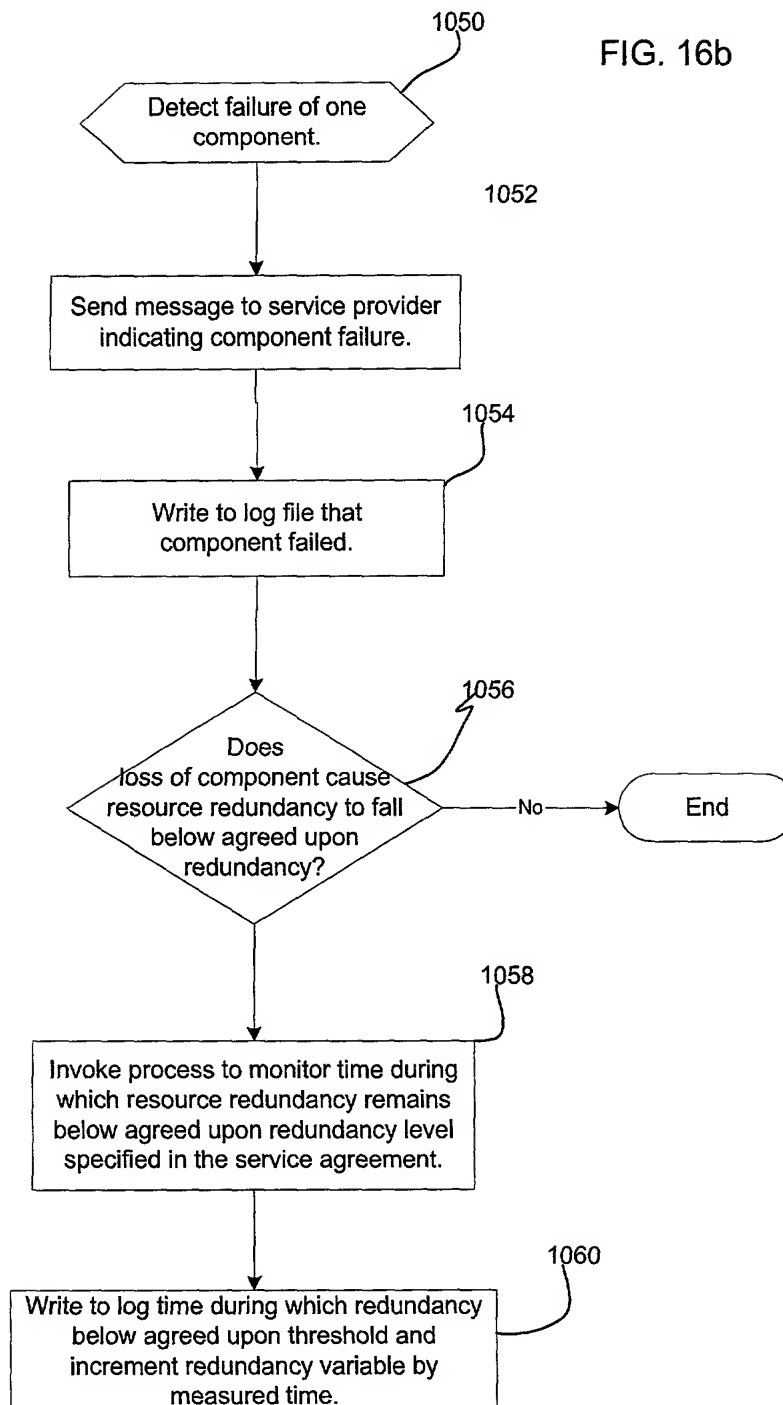 1050
FIG. 16b
Detect failure of one
component.
1052
Send message to service provider
indicating component failure.
1054
Write to log file that
component failed.
1056
Does
loss of component cause
resource redundancy to fall
below agreed upon
redundancy?
No
End
1058
Invoke process to monitor time during
which resource redundancy remains
below agreed upon redundancy level
specified in the service agreement.
1060
Write to log time during which redundancy
below agreed upon threshold and
increment redundancy variable by
measured time.